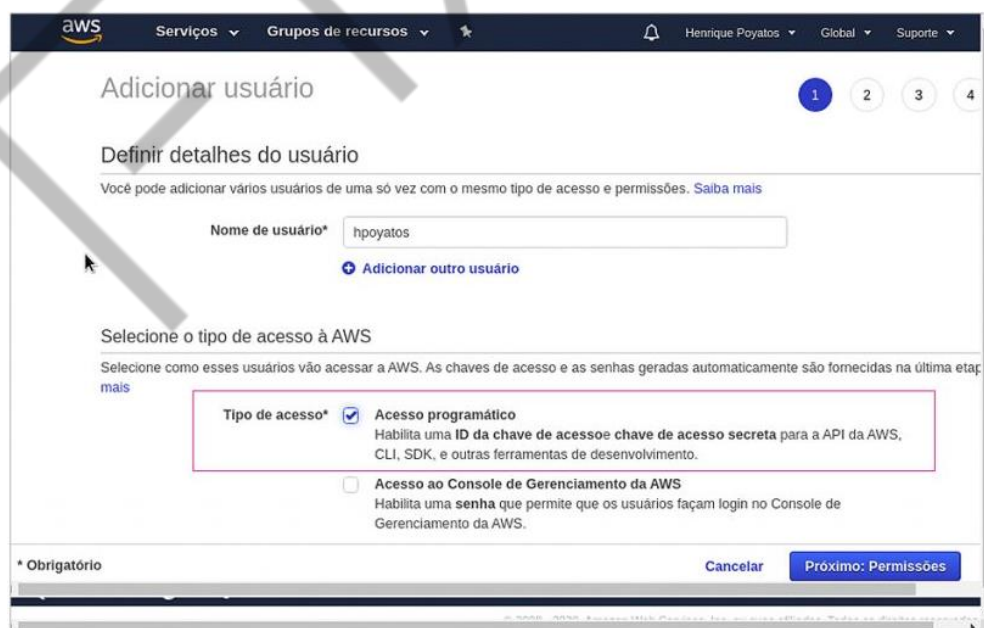 aws Serviços Grupos de recursos Henrique Poyatos Global Suporte
Adicionar usuário 1 2 3 4
Definir detalhes do usuário
Você pode adicionar vários usuários de uma só vez com o mesmo tipo de acesso e permissões. Saiba mais
Nome de usuário* hpoyatos
Adicionar outro usuário
Selecione o tipo de acesso à AWS
Selecione como esses usuários vão acessar a AWS. As chaves de acesso e as senhas geradas automaticamente são fornecidas na última etap
mais
Tipo de acesso* Acesso programático
Habilita uma ID da chave de acessoe chave de acesso secreta para a API da AWS,
CLI, SDK, e outras ferramentas de desenvolvimento.
Acesso ao Console de Gerenciamento da AWS
Habilita uma senha que permite que os usuários façam login no Console de
Gerenciamento da AWS.
* Obrigatório Cancelar Próximo: Permissões